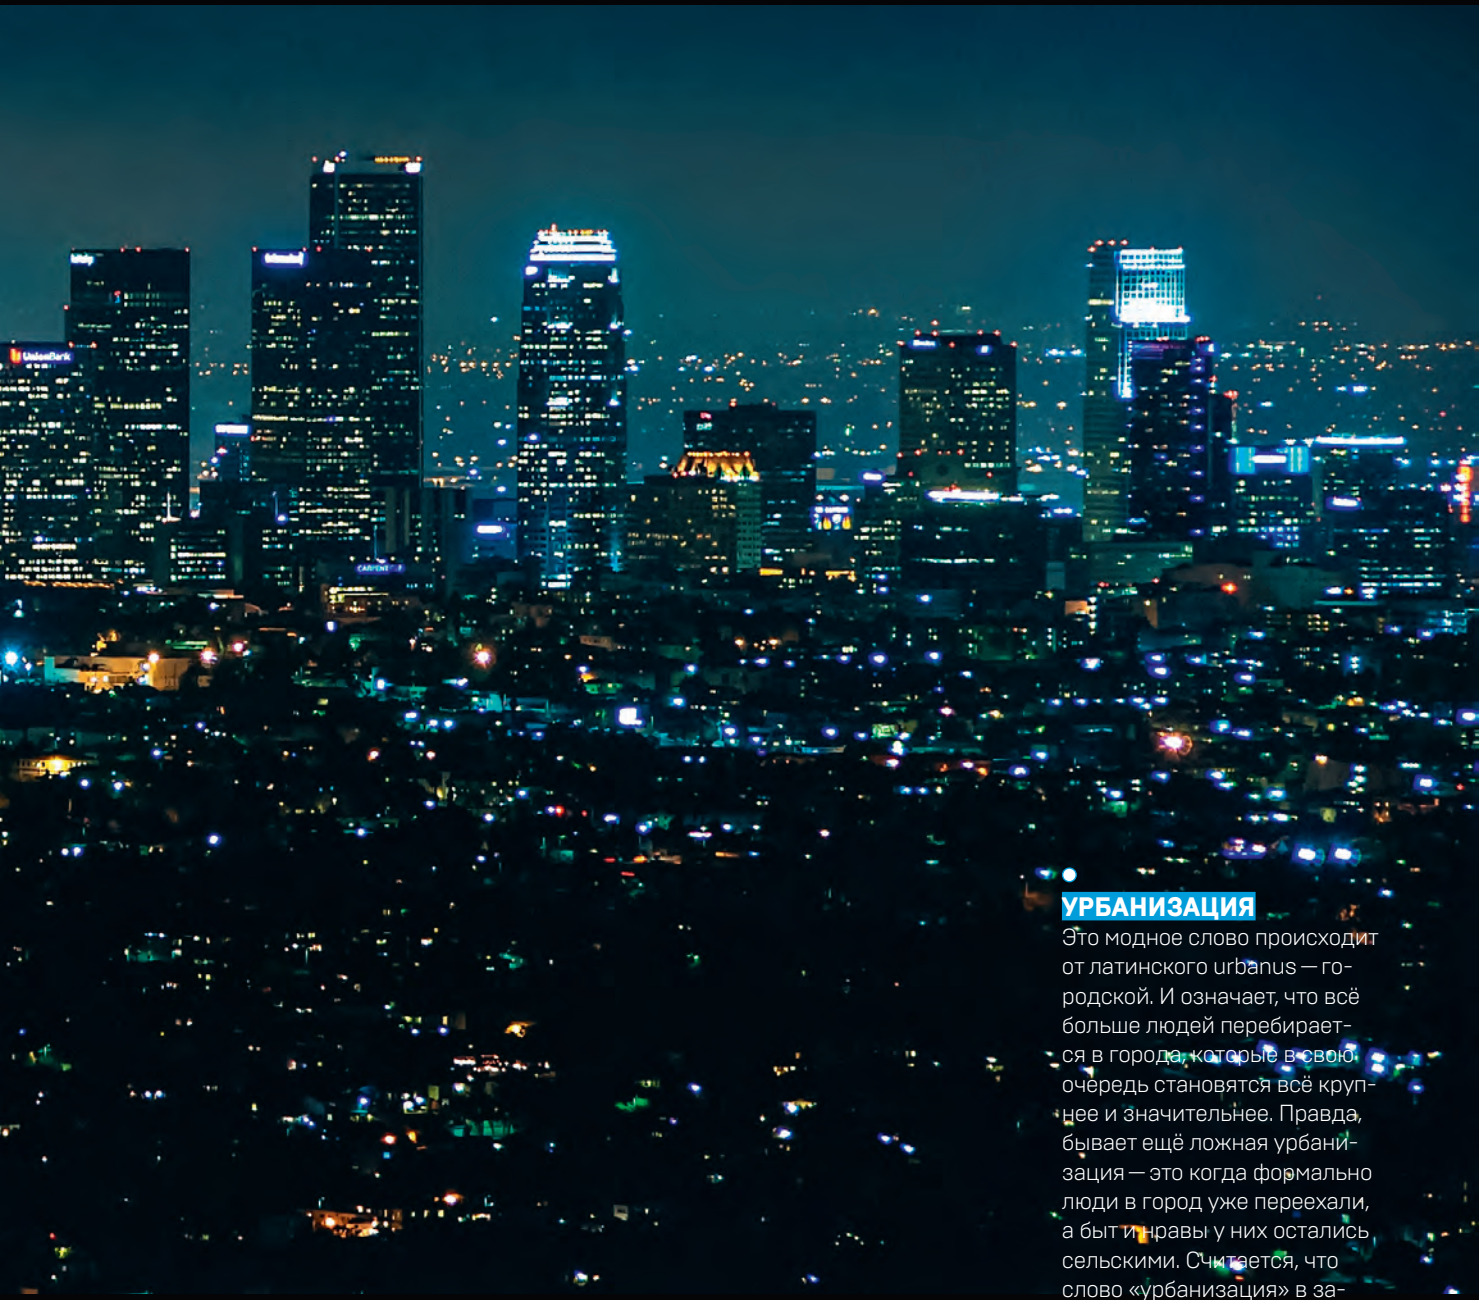 UnionBank
УРБАНИЗАЦИЯ
Это модное слово происходит
от латинского urbanus — го-
родской. И означает, что всё
больше людей перебирает-
ся в города, которые в свою
очередь становятся всё круп-
нее и значительнее. Правда,
бывает ещё ложная урбани-
зация — это когда формально
люди в город уже переехали,
а быт и нравы у них остались
сельскими. Считается, что
слово «урбанизация» в за-